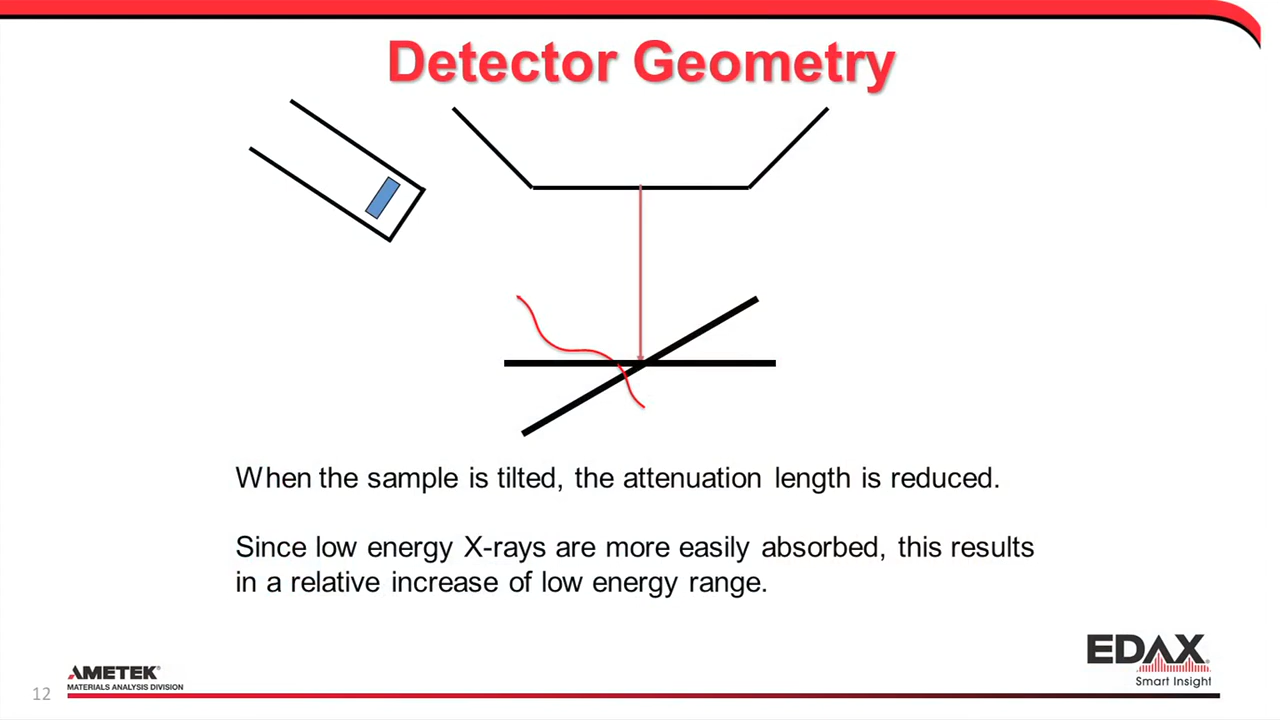 Detector Geometry
When the sample is tilted, the attenuation length is reduced.
Since low energy X-rays are more easily absorbed, this results
in a relative increase of low energy range.
EDAX
Smart Insight
AMETEK®
MATERIALS ANALYSIS DIVISION
12